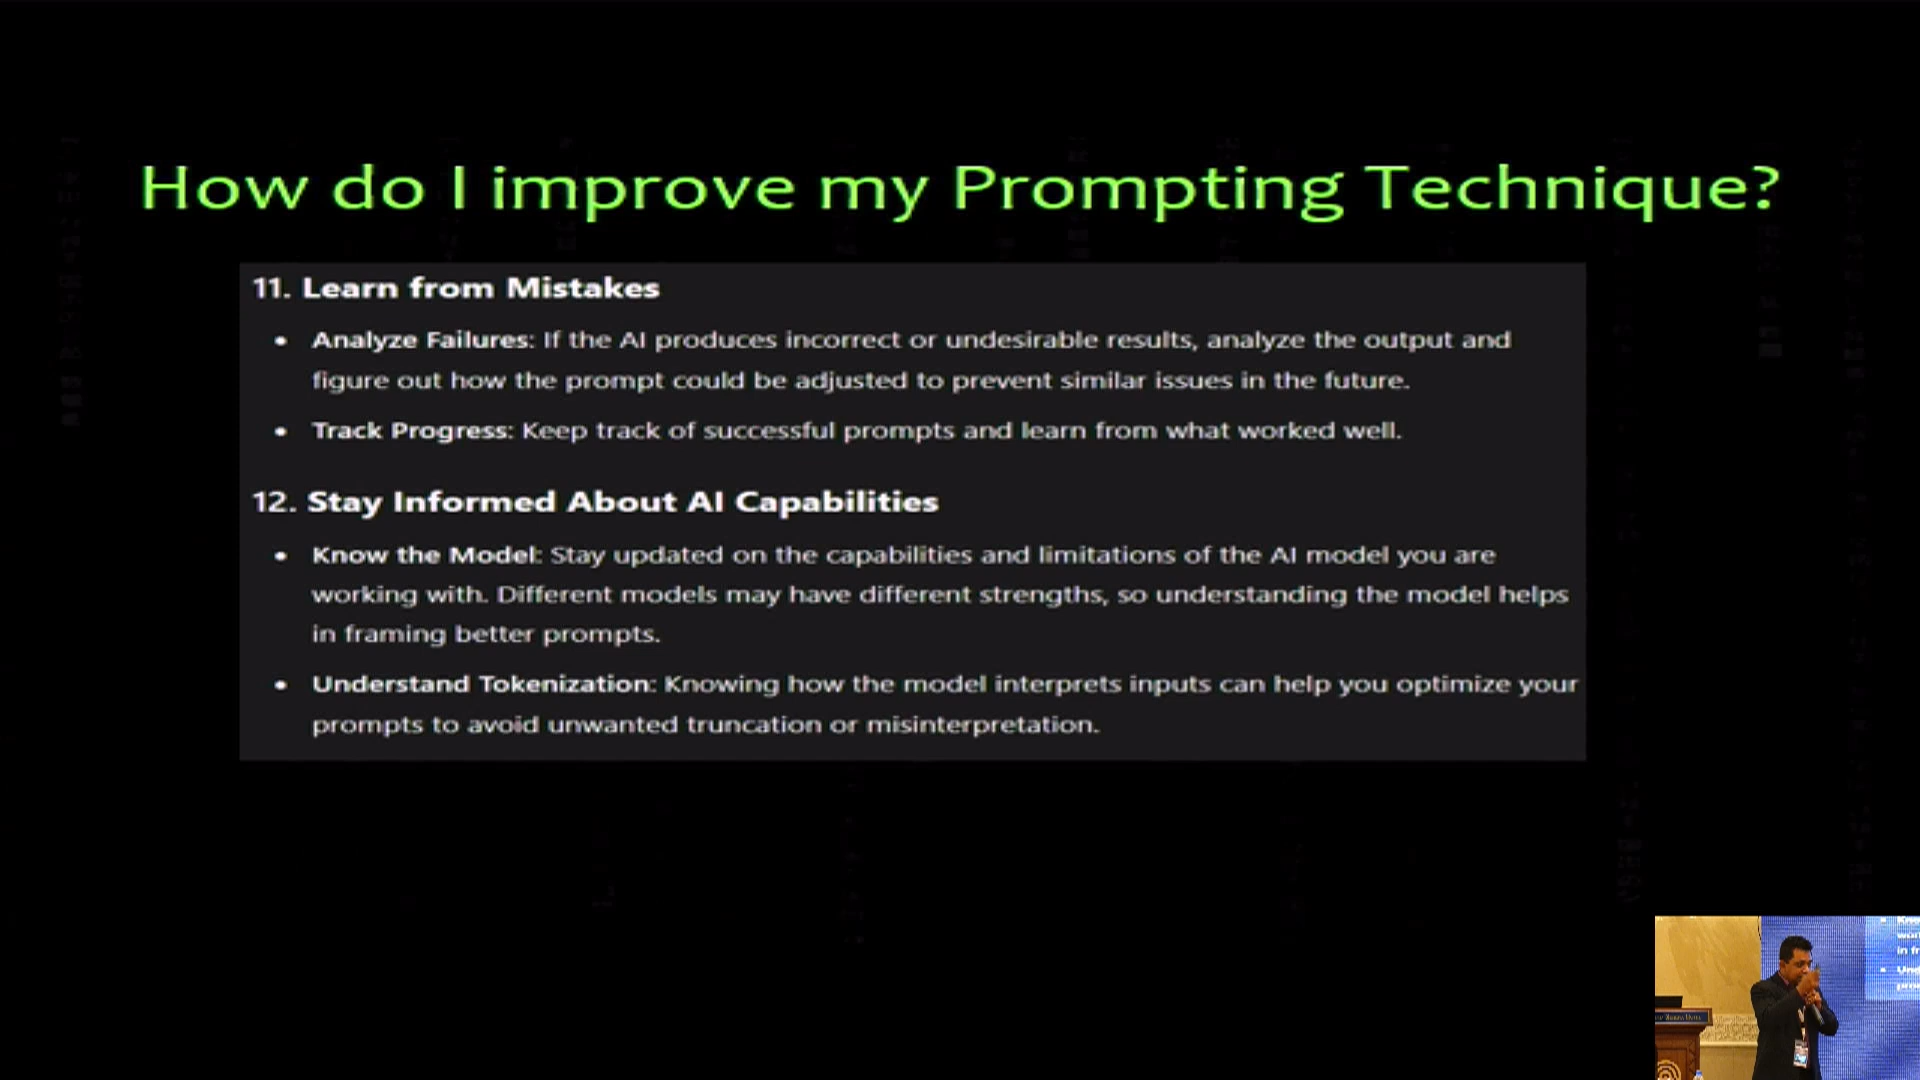 How do I improve my Prompting Technique?
11. Learn from Mistakes
• Analyze Failures: If the AI produces incorrect or undesirable results, analyze the output and
figure out how the prompt could be adjusted to prevent similar issues in the future.
• Track Progress: Keep track of successful prompts and learn from what worked well.
12. Stay Informed About AI Capabilities
• Know the Model: Stay updated on the capabilities and limitations of the AI model you are
working with. Different models may have different strengths, so understanding the model helps
in framing better prompts.
• Understand Tokenization: Knowing how the model interprets inputs can help you optimize your
prompts to avoid unwanted truncation or misinterpretation.